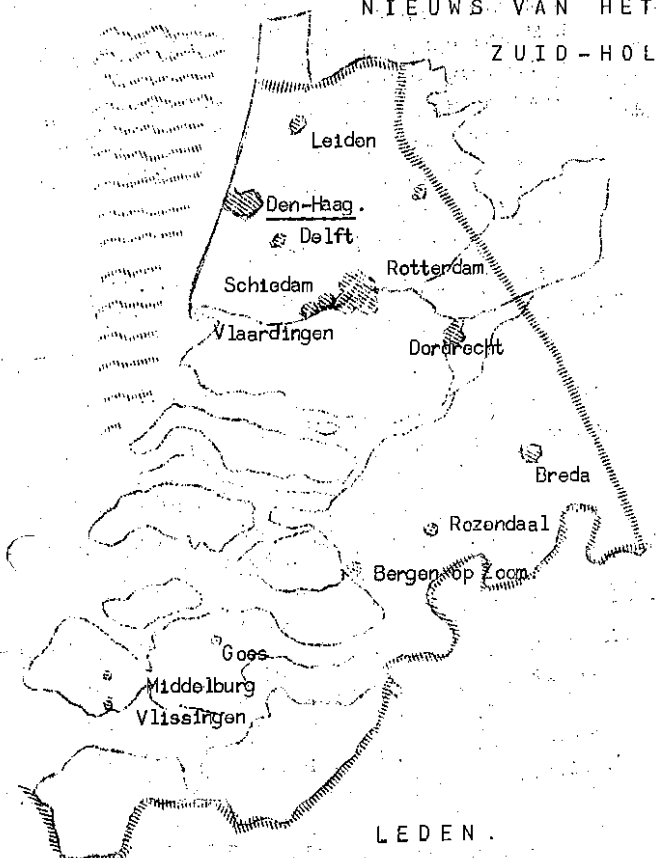 NIEUWS VAN HET
ZUID-HOL
Leiden
Den-Haag.
Delft
Rotterdam
Schiedam
Vlaardingen
Dordrecht
Breda
Rozendaal
Bergen op Zoom.
Goes
Middelburg
Vlissingen
LEDEN.